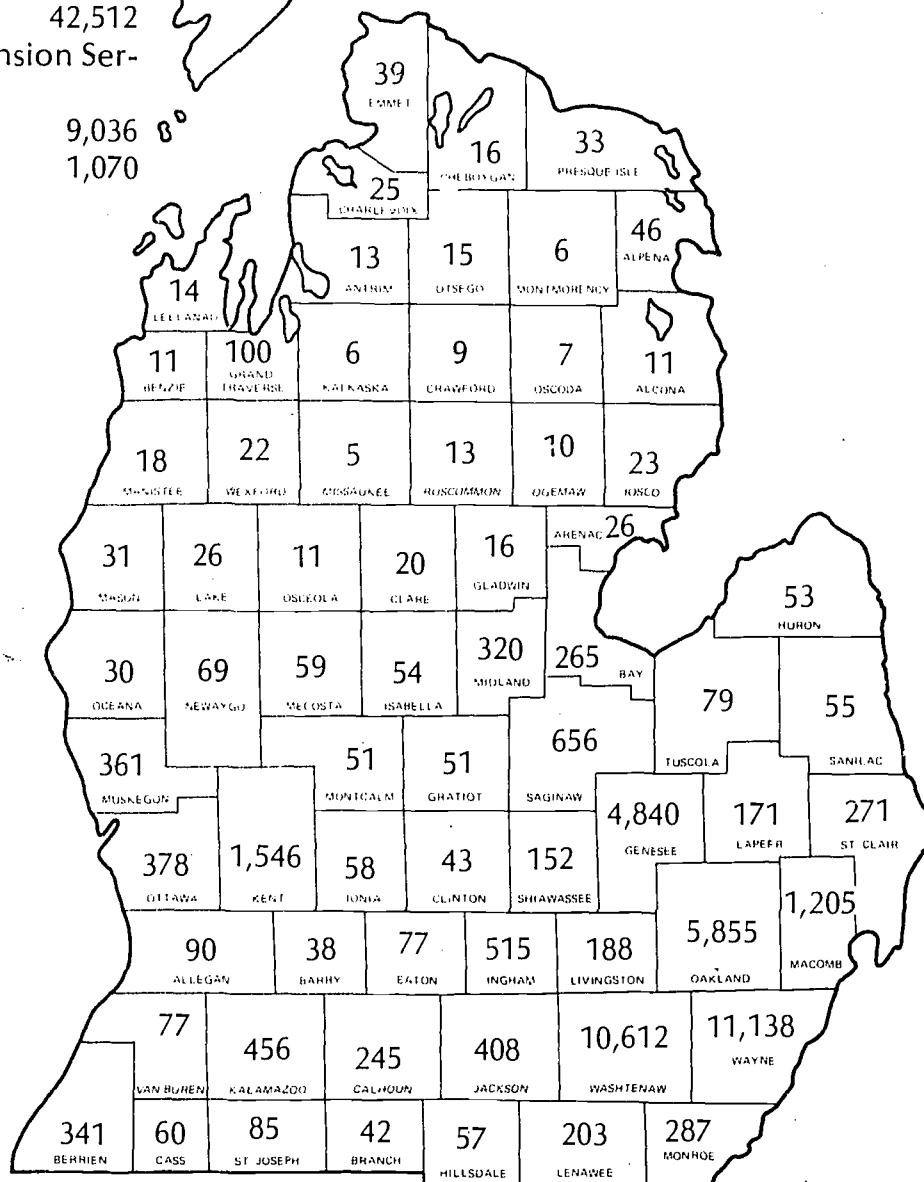 42,512
nsion Ser-
9,036
1,070
39
EMMET
16
CHEBOYGAN
33
PRESQUE ISLE
25
CHARLEVOIX
13
ANTRIM
15
OTSEGO
6
MONTMORENCY
46
ALPENA
14
LEELANAU
11
BENZIE
100
GRAND
TRAVERSE
6
KALKASKA
9
CRAWFORD
7
OSCODA
11
ALCONA
18
MANISTEE
22
WEXFORD
5
MISSAUKEE
13
ROSCOMMON
10
OGEMAW
23
IOSCO
31
MASON
26
LAKE
11
OSCEOLA
20
CLARE
16
GLADWIN
ARENAC 26
53
HURON
30
OCEANA
69
NEWAYGO
59
MECOSTA
54
ISABELLA
320
MIDLAND
265
BAY
79
TUSCOLA
55
SANILAC
361
MUSKEGON
51
MONTCALM
51
GRATIOT
656
SAGINAW
378
OTTAWA
1,546
KENT
58
IONIA
43
CLINTON
152
SHIAWASSEE
4,840
GENESEE
171
LAPEER
271
ST CLAIR
90
ALLEGAN
38
BARRY
77
EATON
515
INGHAM
188
LIVINGSTON
5,855
OAKLAND
1,205
MACOMB
77
VAN BUREN
456
KALAMAZOO
245
CALHOUN
408
JACKSON
10,612
WASHTENAW
11,138
WAYNE
341
BERRIEN
60
CASS
85
ST JOSEPH
42
BRANCH
57
HILLSDALE
203
LENAWEE
287
MONROE